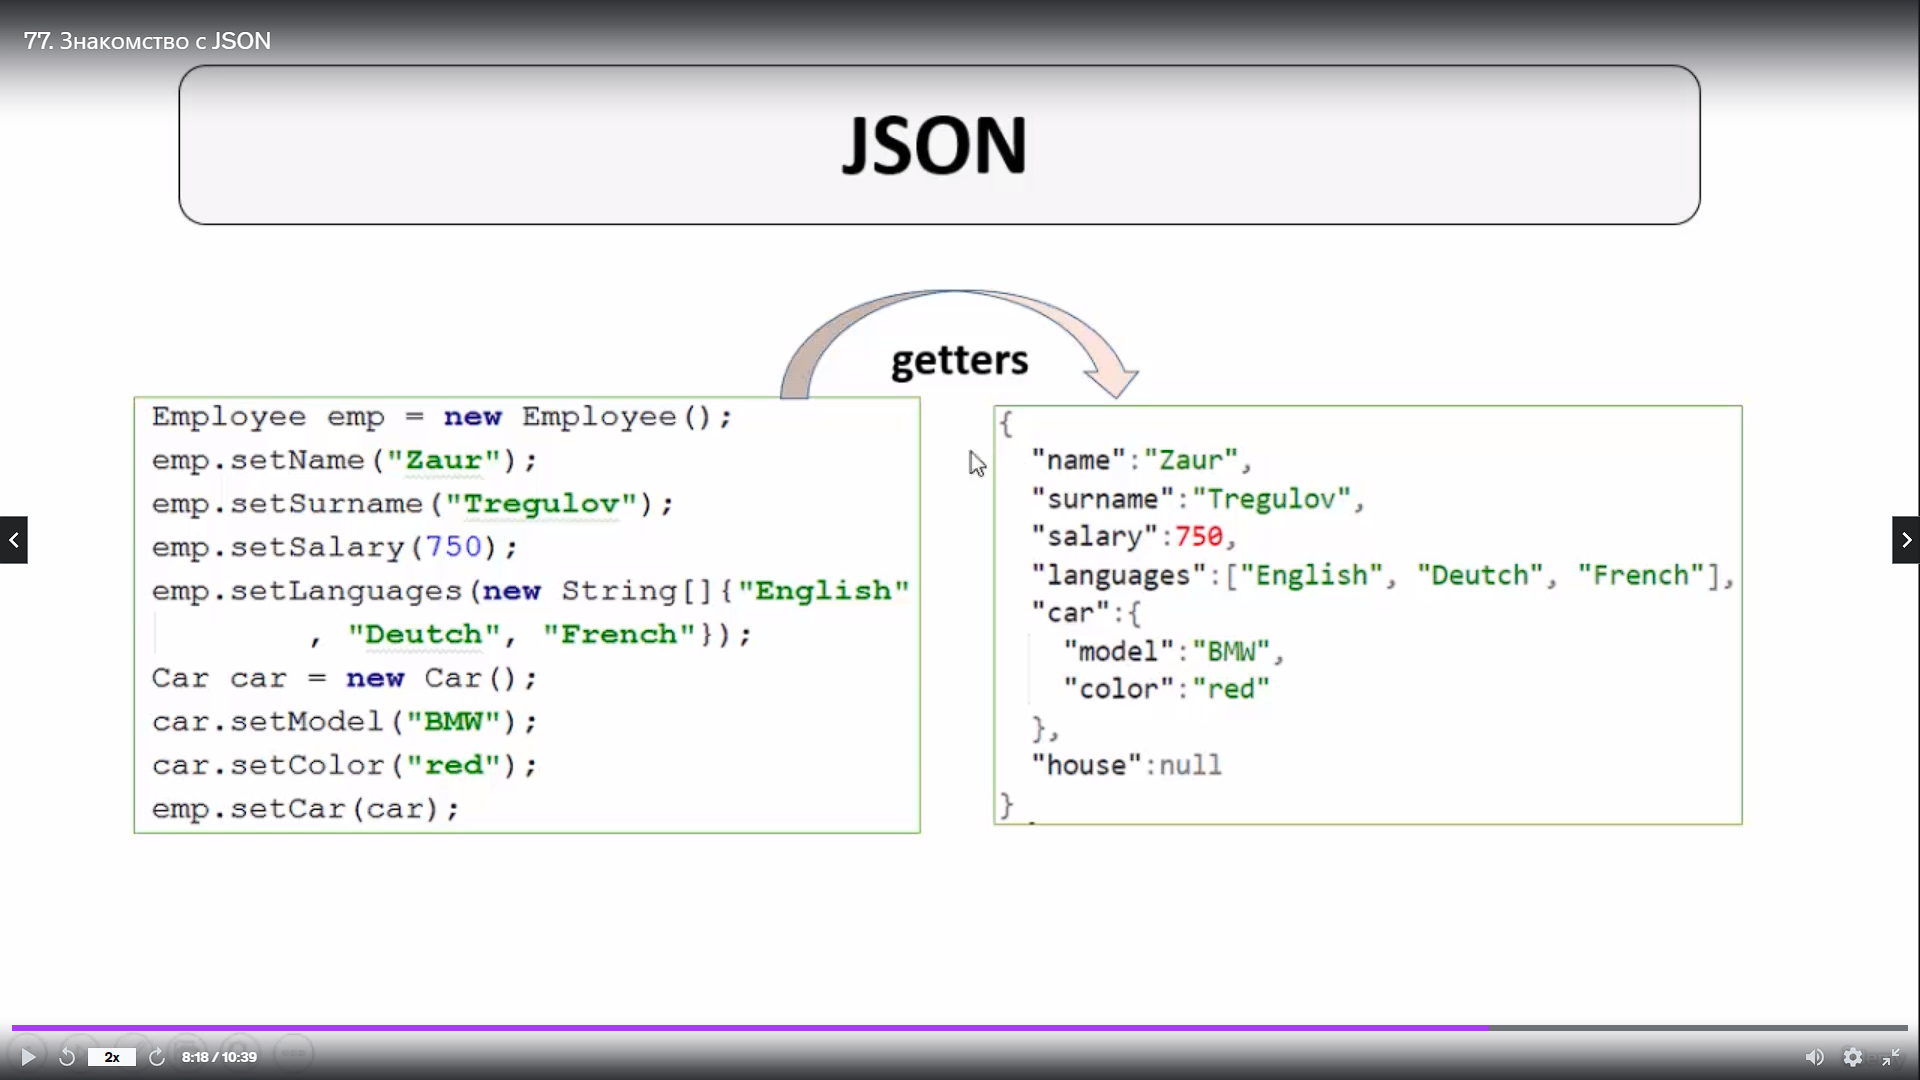 77. Знакомство с JSON
JSON
getters
Employee emp = new Employee();
emp.setName("Zaur");
emp.setSurname("Tregulov");
emp.setSalary(750);
emp.setLanguages(new String[]{"English"
, "Deutch", "French"});
Car car = new Car();
car.setModel("BMW");
car.setColor("red");
emp.setCar(car);
{
"name":"Zaur",
"surname":"Tregulov",
"salary":750,
"languages":["English", "Deutch", "French"],
"car":{
"model":"BMW",
"color":"red"
},
"house":null
}
2x
8:18 / 10:39